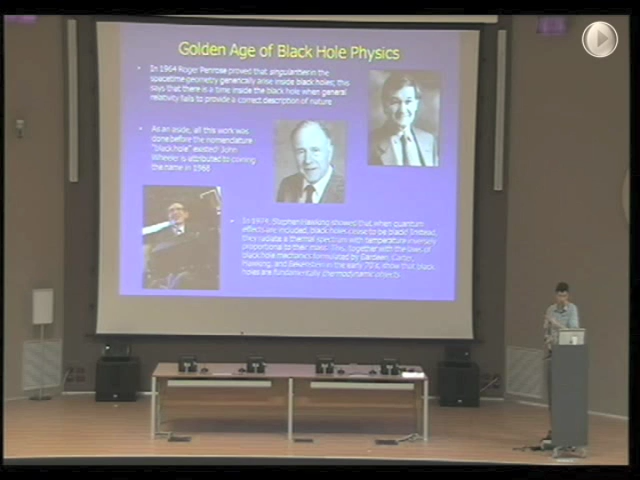 Golden Age of Black Hole Physics
• In 1964 Roger Penrose proved that singularities in the
spacetime geometry generically arise inside black holes; this
says that there is a time inside the black hole when general
relativity fails to provide a correct description of nature
• As an aside, all this work was
done before the nomenclature
"black hole" existed! John
Wheeler is attributed to coining
the name in 1968
• In 1974, Stephen Hawking showed that when quantum
effects are included, black holes cease to be black! Instead,
they radiate a thermal spectrum with temperature inversely
proportional to their mass. This, together with the laws of
black hole mechanics formulated by Bardeen, Carter,
Hawking, and Bekenstein in the early 70's, show that black
holes are fundamentally thermodynamic objects